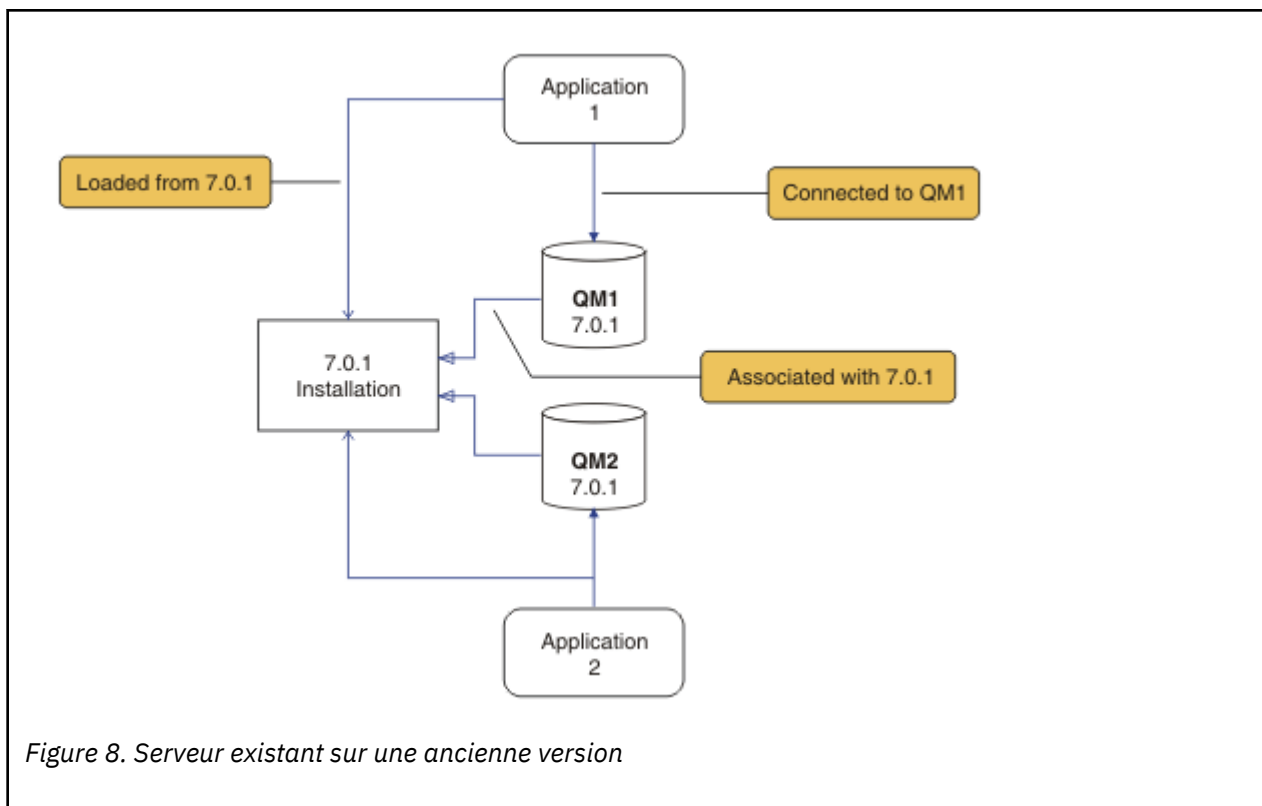 Application
1
Loaded from 7.0.1
Connected to QM1
QM1
7.0.1
7.0.1
Installation
Associated with 7.0.1
QM2
7.0.1
Application
2
Figure 8. Serveur existant sur une ancienne version